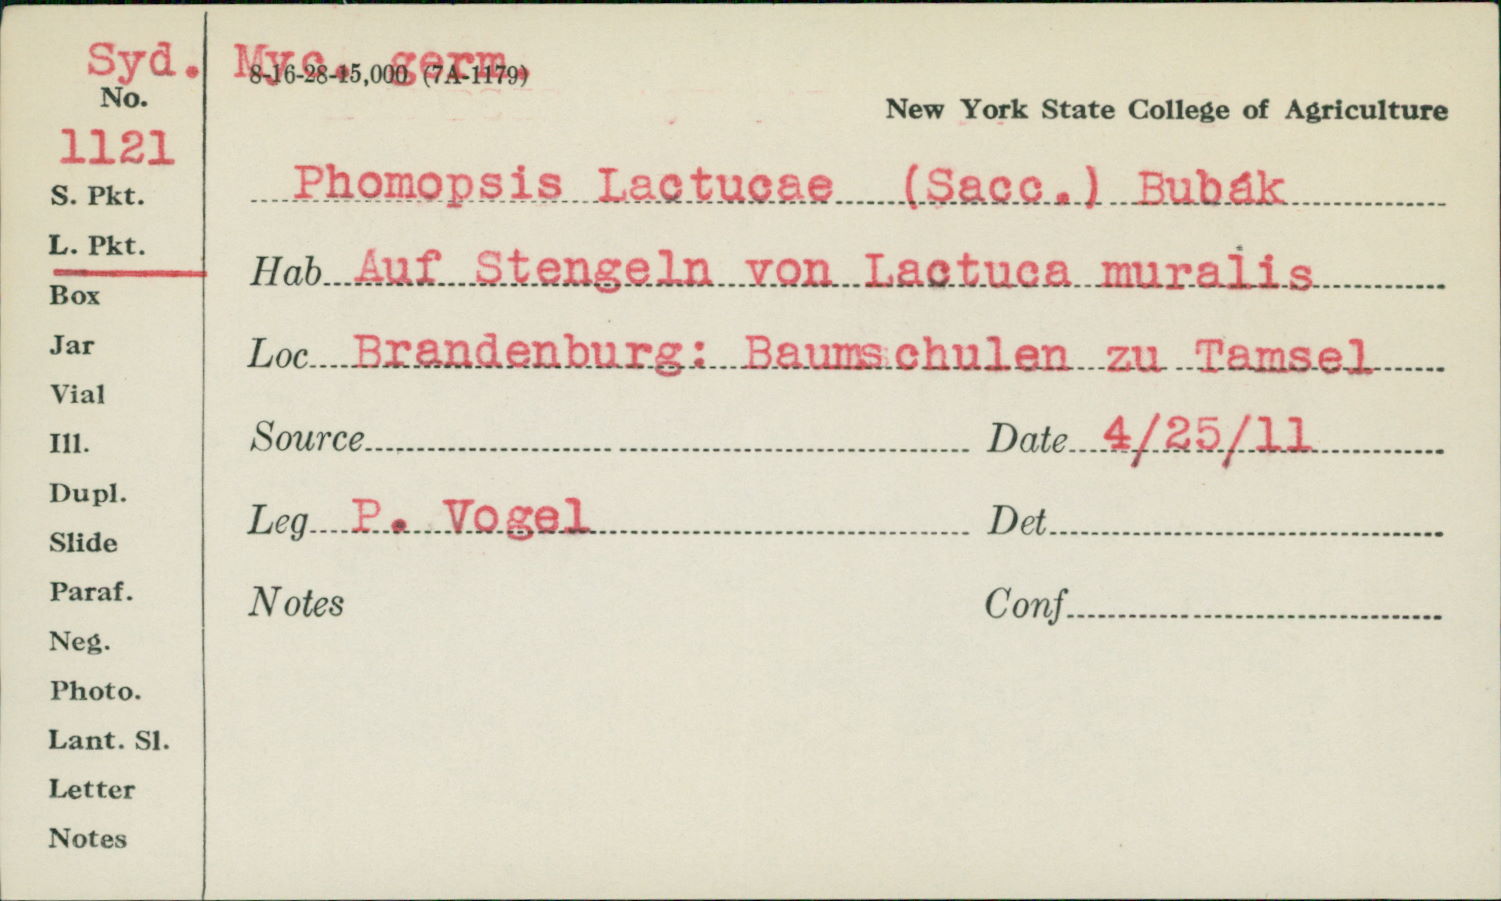 Syd. Myc. germ.
8-16-28-15,000 (7A-1179)
No.
New York State College of Agriculture
1121
Phomopsis Lactucae (Sacc.) Bubák
S. Pkt.
L. Pkt.
Hab Auf Stengeln von Lactuca muralis
Box
Jar
Loc Brandenburg: Baumschulen zu Tamsel
Vial
Ill.
Source Date 4/25/11
Dupl.
Leg P. Vogel Det
Slide
Paraf.
Notes Conf
Neg.
Photo.
Lant. Sl.
Letter
Notes